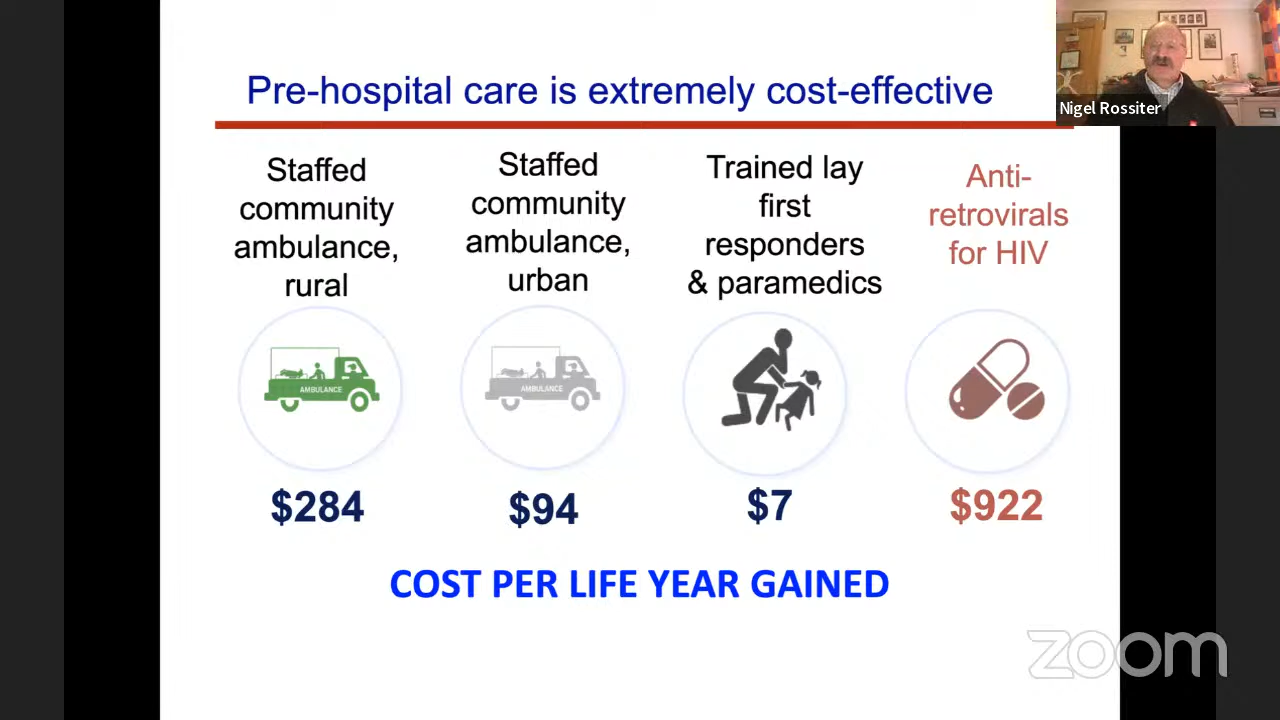 Pre-hospital care is extremely cost-effective
Nigel Rossiter
Staffed
community
ambulance,
rural
Staffed
community
ambulance,
urban
Trained lay
first
responders
& paramedics
Anti-
retrovirals
for HIV
AMBULANCE
AMBULANCE
$284
$94
$7
$922
COST PER LIFE YEAR GAINED
zoom